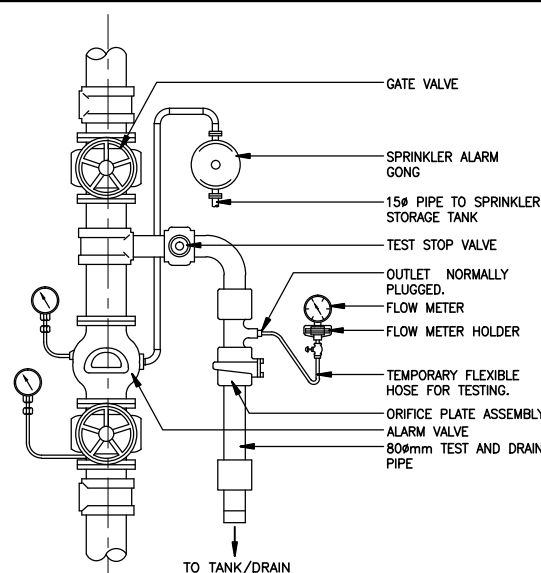 GATE VALVE
SPRINKLER ALARM
GONG
15ø PIPE TO SPRINKLER
STORAGE TANK
TEST STOP VALVE
OUTLET NORMALLY
PLUGGED.
FLOW METER
FLOW METER HOLDER
TEMPORARY FLEXIBLE
HOSE FOR TESTING.
ORIFICE PLATE ASSEMBLY
ALARM VALVE
80ømm TEST AND DRAIN
PIPE
TO TANK/DRAIN